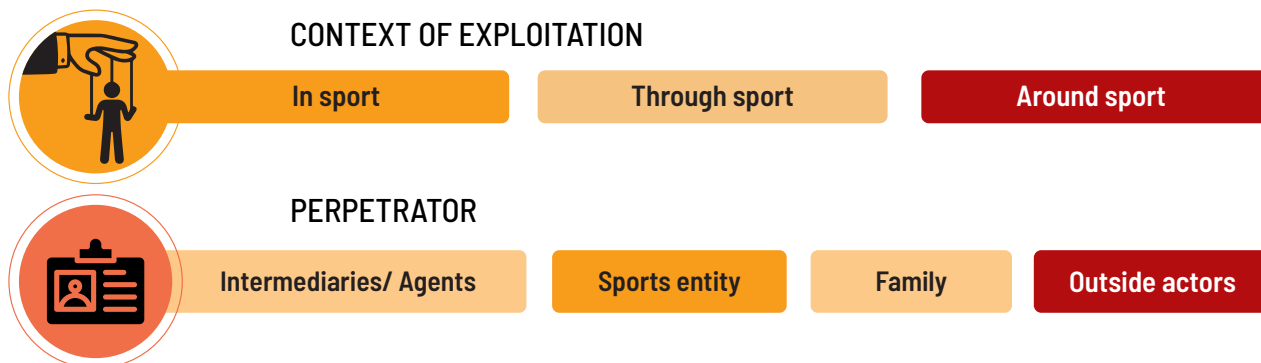 CONTEXT OF EXPLOITATION
In sport
Through sport
Around sport
PERPETRATOR
Intermediaries/ Agents
Sports entity
Family
Outside actors